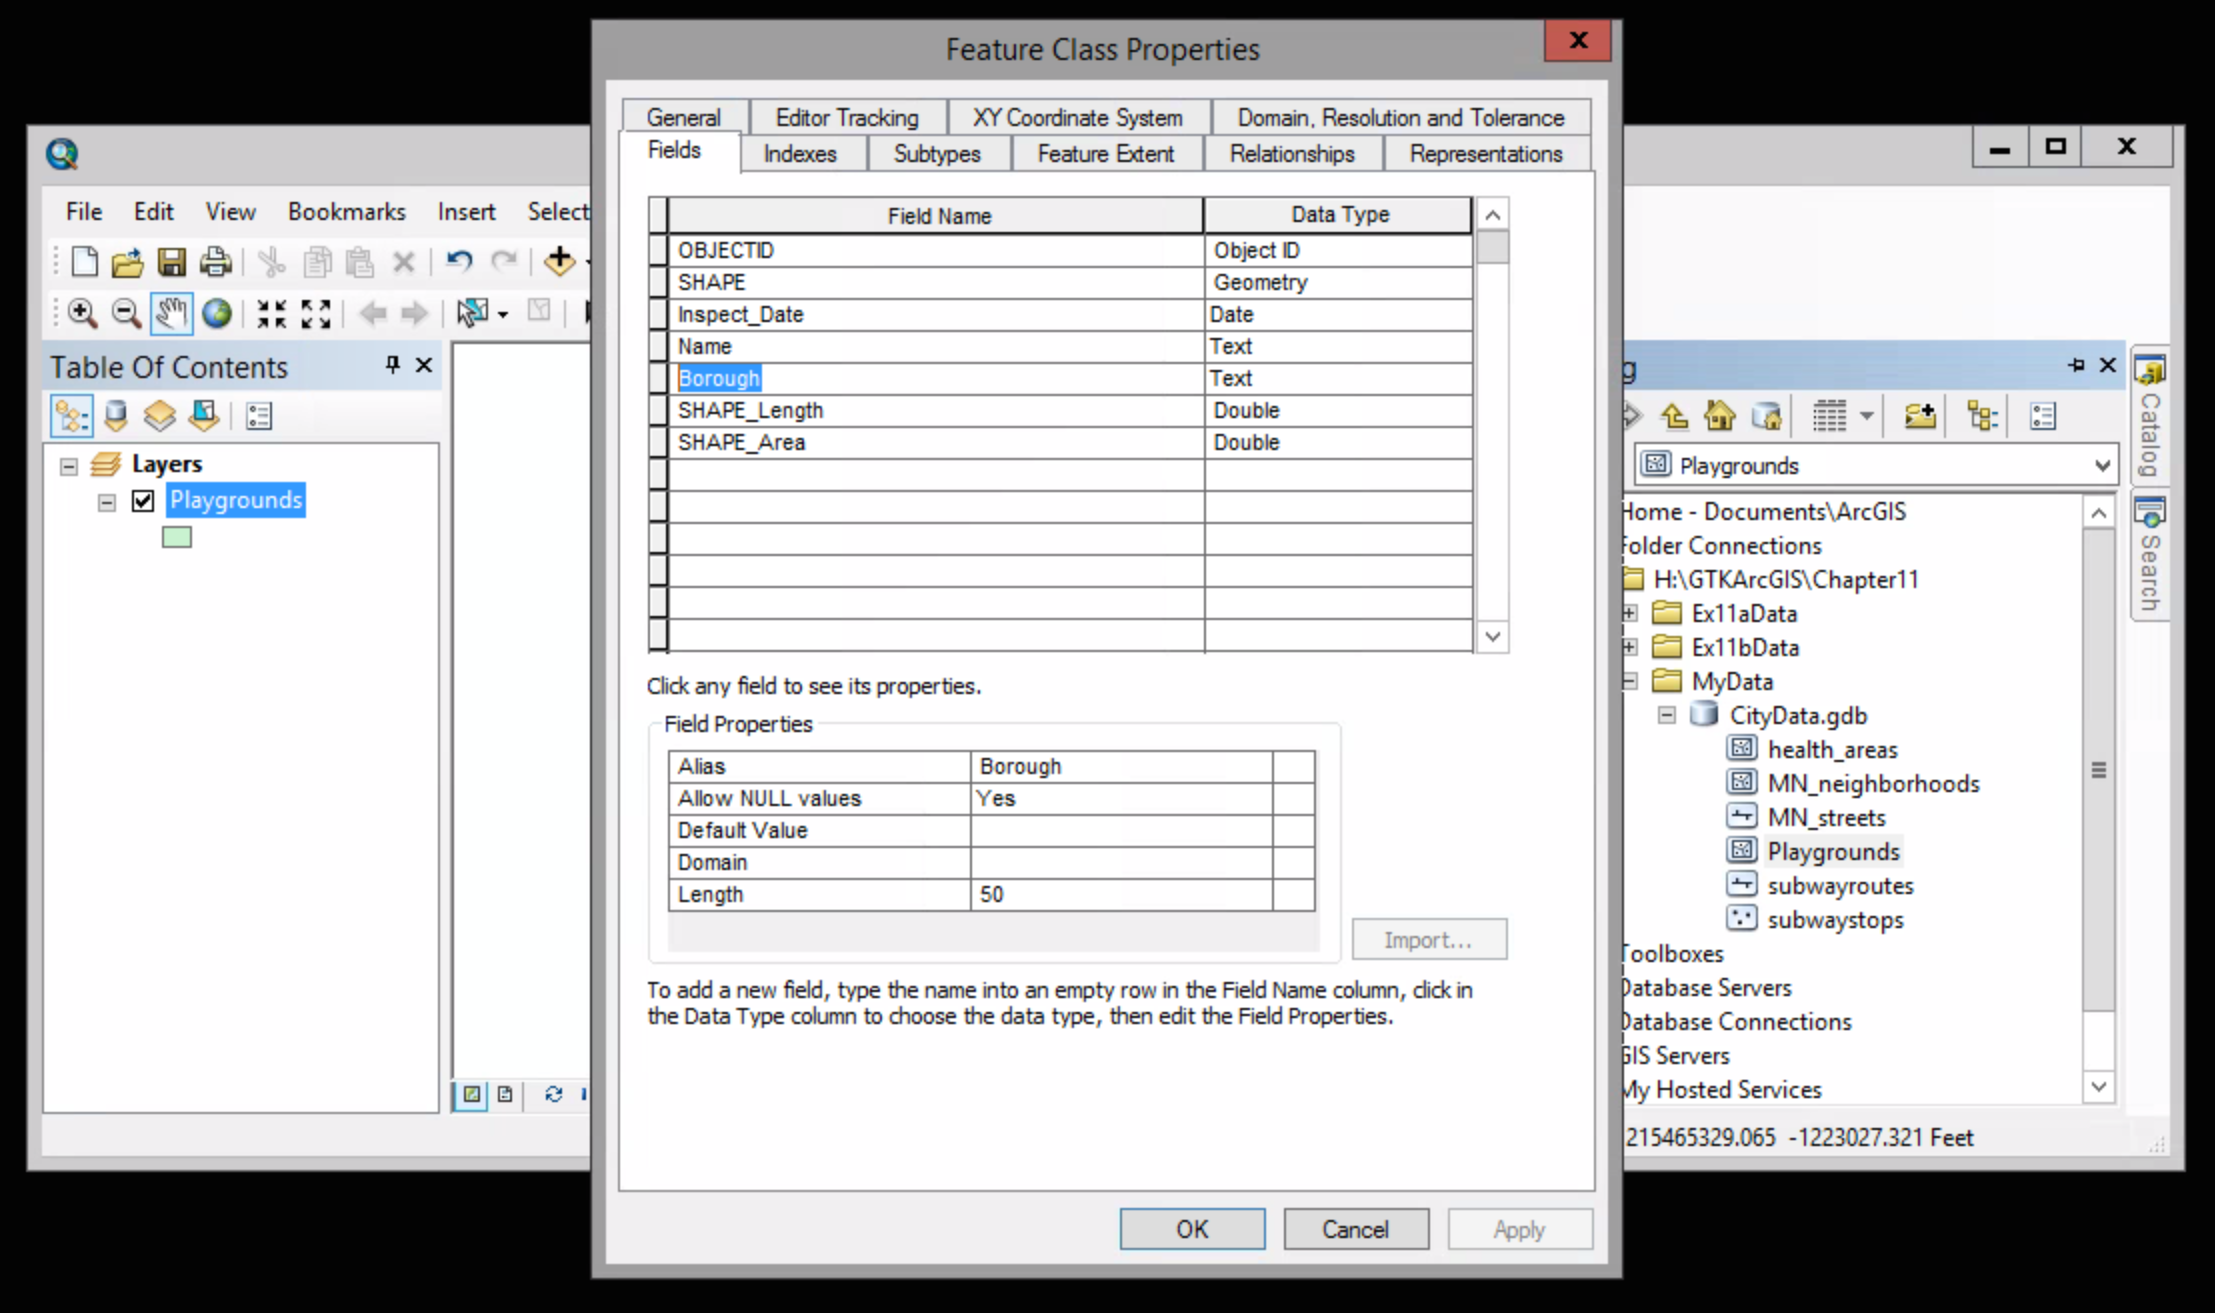 Feature Class Properties
X
General Editor Tracking XY Coordinate System Domain, Resolution and Tolerance
Fields Indexes Subtypes Feature Extent Relationships Representations
Field Name Data Type
OBJECTID Object ID
SHAPE Geometry
Inspect_Date Date
Name Text
Borough Text
SHAPE_Length Double
SHAPE_Area Double
Click any field to see its properties.
Field Properties
Alias Borough
Allow NULL values Yes
Default Value
Domain
Length 50
Import...
To add a new field, type the name into an empty row in the Field Name column, click in
the Data Type column to choose the data type, then edit the Field Properties.
OK Cancel Apply
File Edit View Bookmarks Insert Select
Table Of Contents
Layers
Playgrounds
g
Playgrounds
Home - Documents\ArcGIS
Folder Connections
H:\GTKArcGIS\Chapter11
Ex11aData
Ex11bData
MyData
CityData.gdb
health_areas
MN_neighborhoods
MN_streets
Playgrounds
subwayroutes
subwaystops
Toolboxes
Database Servers
Database Connections
GIS Servers
My Hosted Services
Catalog
Search
215465329.065 -1223027.321 Feet